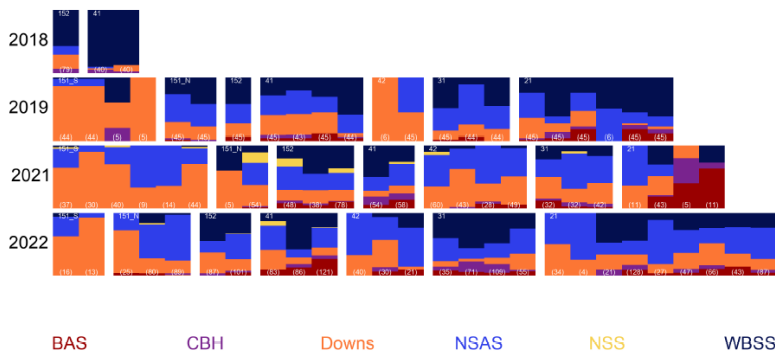 152 41
2018
(79) (40) (40)
151_S 151_N 152 41 42 31 21
2019
(44) (44) (5) (5) (45) (45) (45) (45) (43) (45) (44) (6) (45) (45) (44) (44) (45) (45) (45) (6) (45) (45)
151_S 151_N 152 41 42 31 21
2021
(37) (30) (40) (9) (14) (44) (5) (54) (48) (38) (78) (54) (58) (60) (43) (28) (49) (32) (32) (42) (11) (43) (5) (11)
151_S 151_N 152 41 42 31 21
2022
(16) (13) (25) (60) (89) (87) (101) (83) (86) (121) (40) (30) (21) (35) (71) (109) (55) (34) (4) (21) (128) (27) (47) (66) (43) (87)
BAS CBH Downs NSAS NSS WBSS